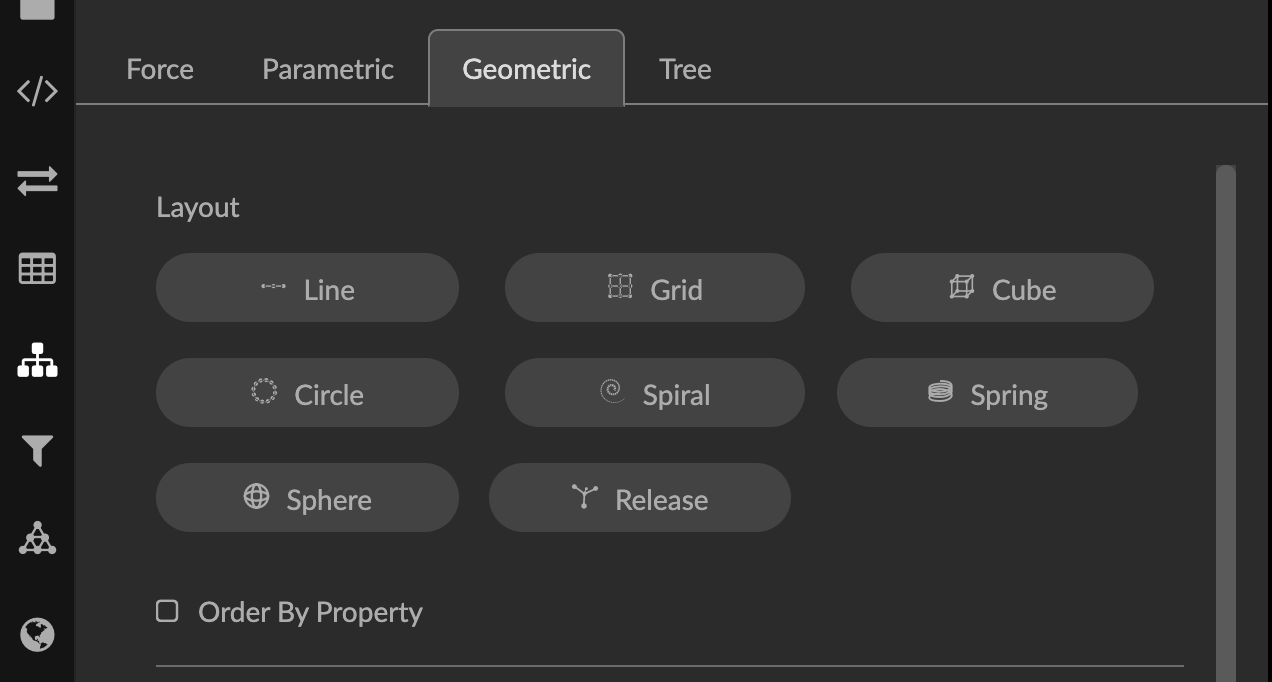 Force Parametric Geometric Tree
Layout
Line Grid Cube
Circle Spiral Spring
Sphere Release
Order By Property